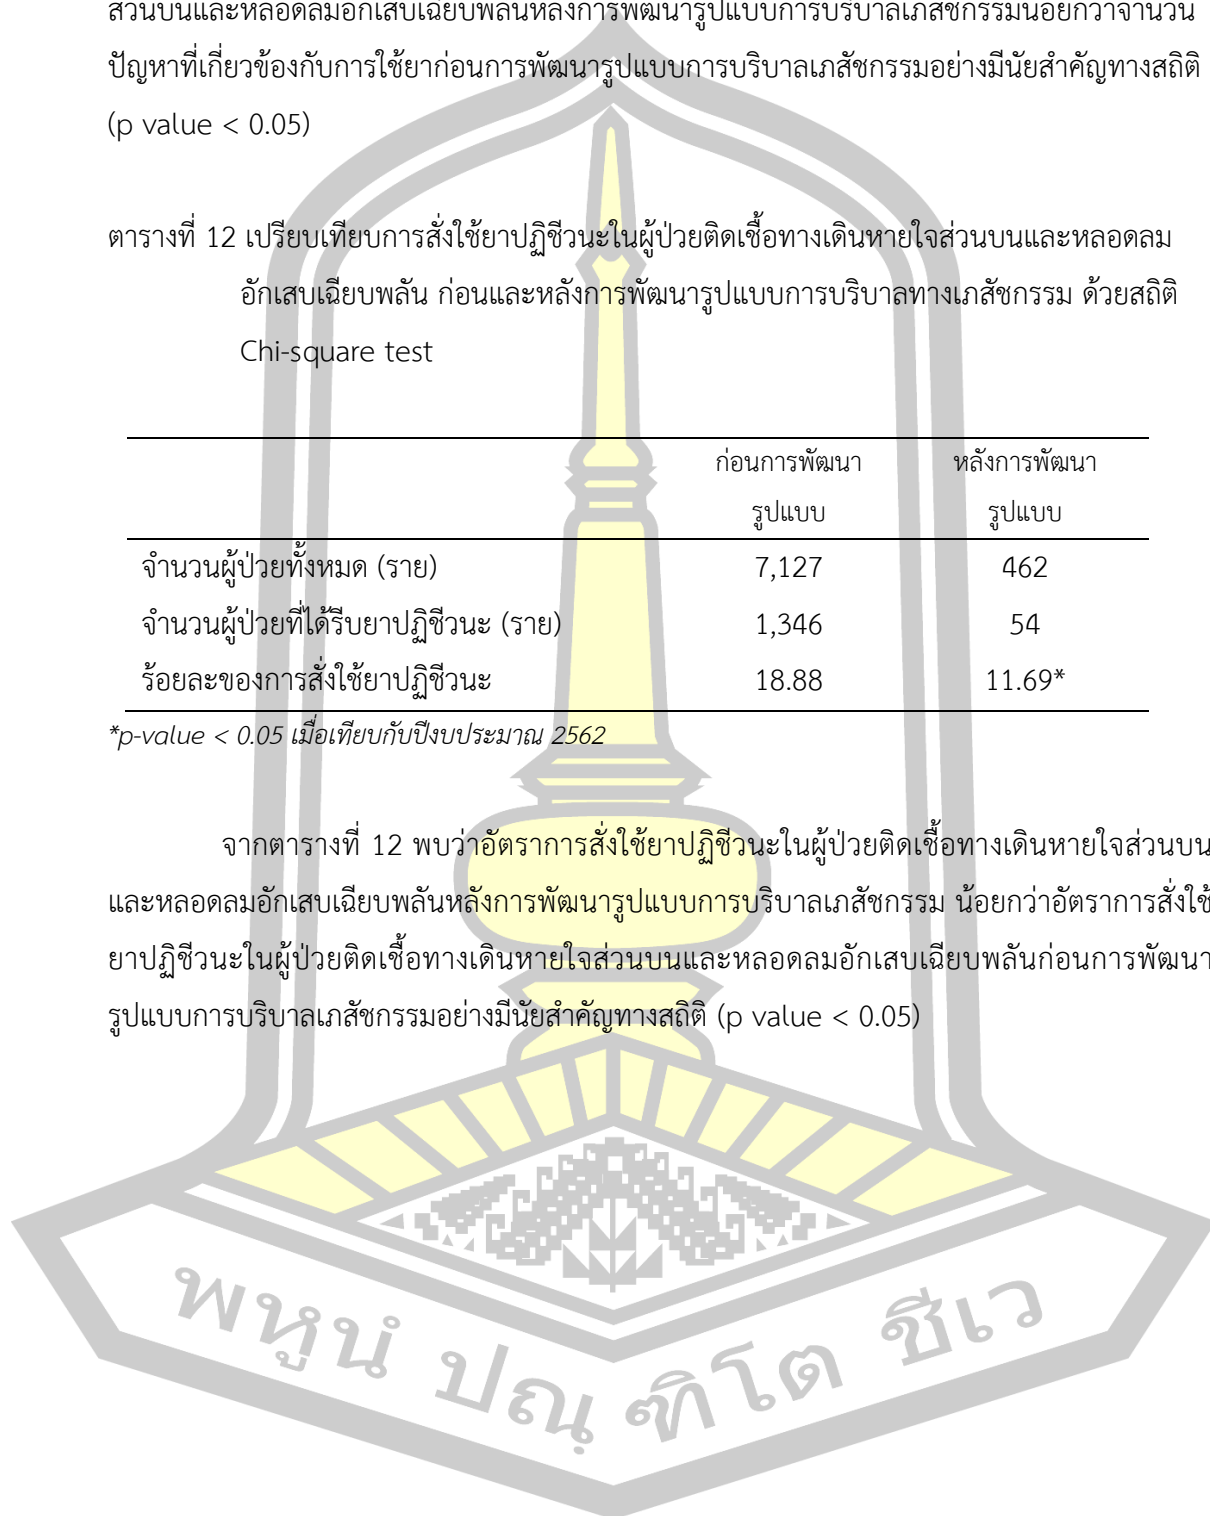 ส่วนบนและหลอดลมอักเสบเฉียบพลันหลังการพัฒนารูปแบบการบริบาลเภสัชกรรมน้อยกว่าจำนวน
ปัญหาที่เกี่ยวข้องกับการใช้ยาก่อนการพัฒนารูปแบบการบริบาลเภสัชกรรมอย่างมีนัยสำคัญทางสถิติ
(p value < 0.05)
ตารางที่ 12 เปรียบเทียบการสั่งใช้ยาปฏิชีวนะในผู้ป่วยติดเชื้อทางเดินหายใจส่วนบนและหลอดลม
อักเสบเฉียบพลัน ก่อนและหลังการพัฒนารูปแบบการบริบาลทางเภสัชกรรม ด้วยสถิติ
Chi-square test
ก่อนการพัฒนา หลังการพัฒนา
รูปแบบ รูปแบบ
จำนวนผู้ป่วยทั้งหมด (ราย) 7,127 462
จำนวนผู้ป่วยที่ได้รีบยาปฏิชีวนะ (ราย) 1,346 54
ร้อยละของการสั่งใช้ยาปฏิชีวนะ 18.88 11.69*
*p-value < 0.05 เมื่อเทียบกับปีงบประมาณ 2562
จากตารางที่ 12 พบว่าอัตราการสั่งใช้ยาปฏิชีวนะในผู้ป่วยติดเชื้อทางเดินหายใจส่วนบน
และหลอดลมอักเสบเฉียบพลันหลังการพัฒนารูปแบบการบริบาลเภสัชกรรม น้อยกว่าอัตราการสั่งใช้
ยาปฏิชีวนะในผู้ป่วยติดเชื้อทางเดินหายใจส่วนบนและหลอดลมอักเสบเฉียบพลันก่อนการพัฒนา
รูปแบบการบริบาลเภสัชกรรมอย่างมีนัยสำคัญทางสถิติ (p value < 0.05)
พหูนํ ปณฺฑิโต ชีเว